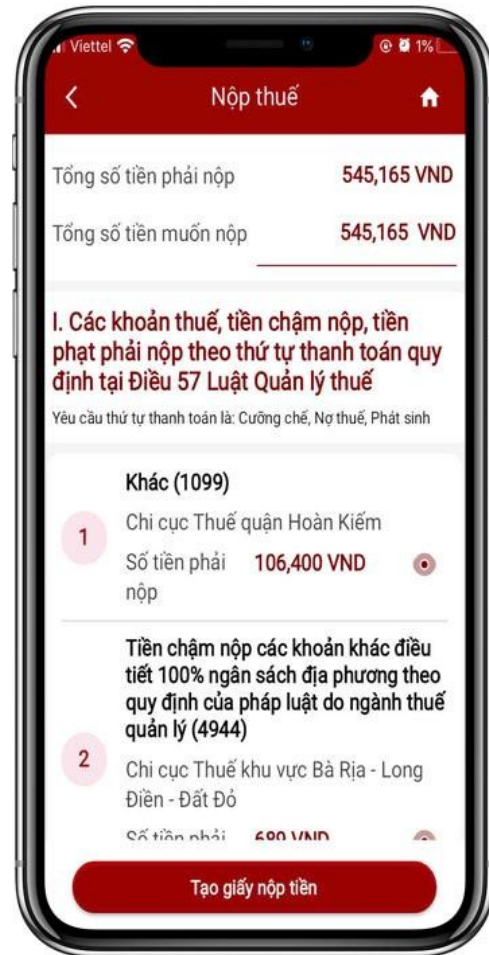 Viettel 1%
Nộp thuế
Tổng số tiền phải nộp 545,165 VND
Tổng số tiền muốn nộp 545,165 VND
I. Các khoản thuế, tiền chậm nộp, tiền
phạt phải nộp theo thứ tự thanh toán quy
định tại Điều 57 Luật Quản lý thuế
Yêu cầu thứ tự thanh toán là: Cưỡng chế, Nợ thuế, Phát sinh
Khác (1099)
1
Chi cục Thuế quận Hoàn Kiếm
Số tiền phải 106,400 VND
nộp
Tiền chậm nộp các khoản khác điều
tiết 100% ngân sách địa phương theo
quy định của pháp luật do ngành thuế
quản lý (4944)
2
Chi cục Thuế khu vực Bà Rịa - Long
Điền - Đất Đỏ
Số tiền phải 689 VND
Tạo giấy nộp tiền